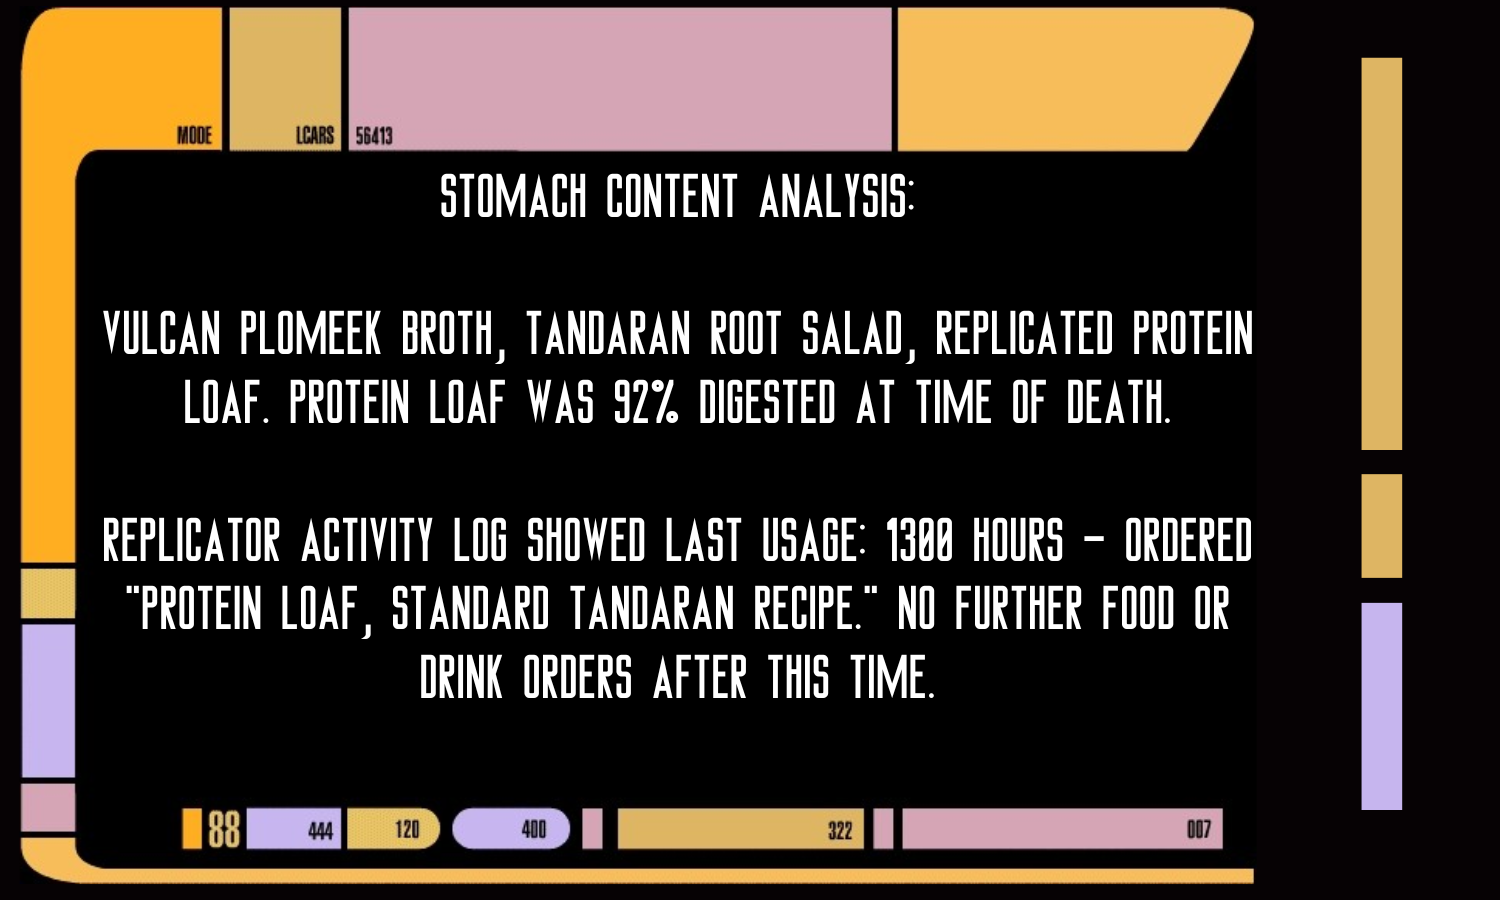 MODE
LCARS
56413
STOMACH CONTENT ANALYSIS:
VULCAN PLOMEEK BROTH, TANDARAN ROOT SALAD, REPLICATED PROTEIN
LOAF. PROTEIN LOAF WAS 92% DIGESTED AT TIME OF DEATH.
REPLICATOR ACTIVITY LOG SHOWED LAST USAGE: 1300 HOURS – ORDERED
"PROTEIN LOAF, STANDARD TANDARAN RECIPE." NO FURTHER FOOD OR
DRINK ORDERS AFTER THIS TIME.
88
444
120
400
322
007